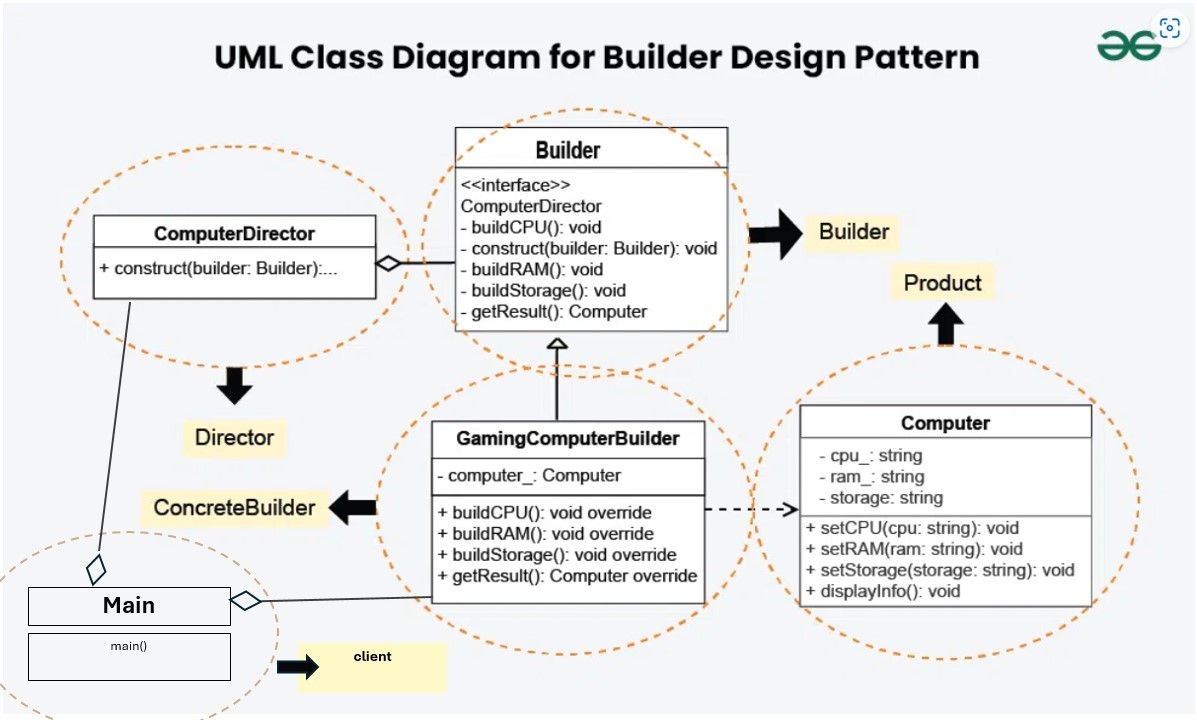 UML Class Diagram for Builder Design Pattern
Builder
<<interface>>
ComputerDirector
- buildCPU(): void
- construct(builder: Builder): void
- buildRAM(): void
- buildStorage(): void
- getResult(): Computer
ComputerDirector
+ construct(builder: Builder):...
Builder
Product
Director
ConcreteBuilder
GamingComputerBuilder
- computer_: Computer
+ buildCPU(): void override
+ buildRAM(): void override
+ buildStorage(): void override
+ getResult(): Computer override
Computer
- cpu_: string
- ram_: string
- storage: string
+ setCPU(cpu: string): void
+ setRAM(ram: string): void
+ setStorage(storage: string): void
+ displayInfo(): void
Main
main()
client